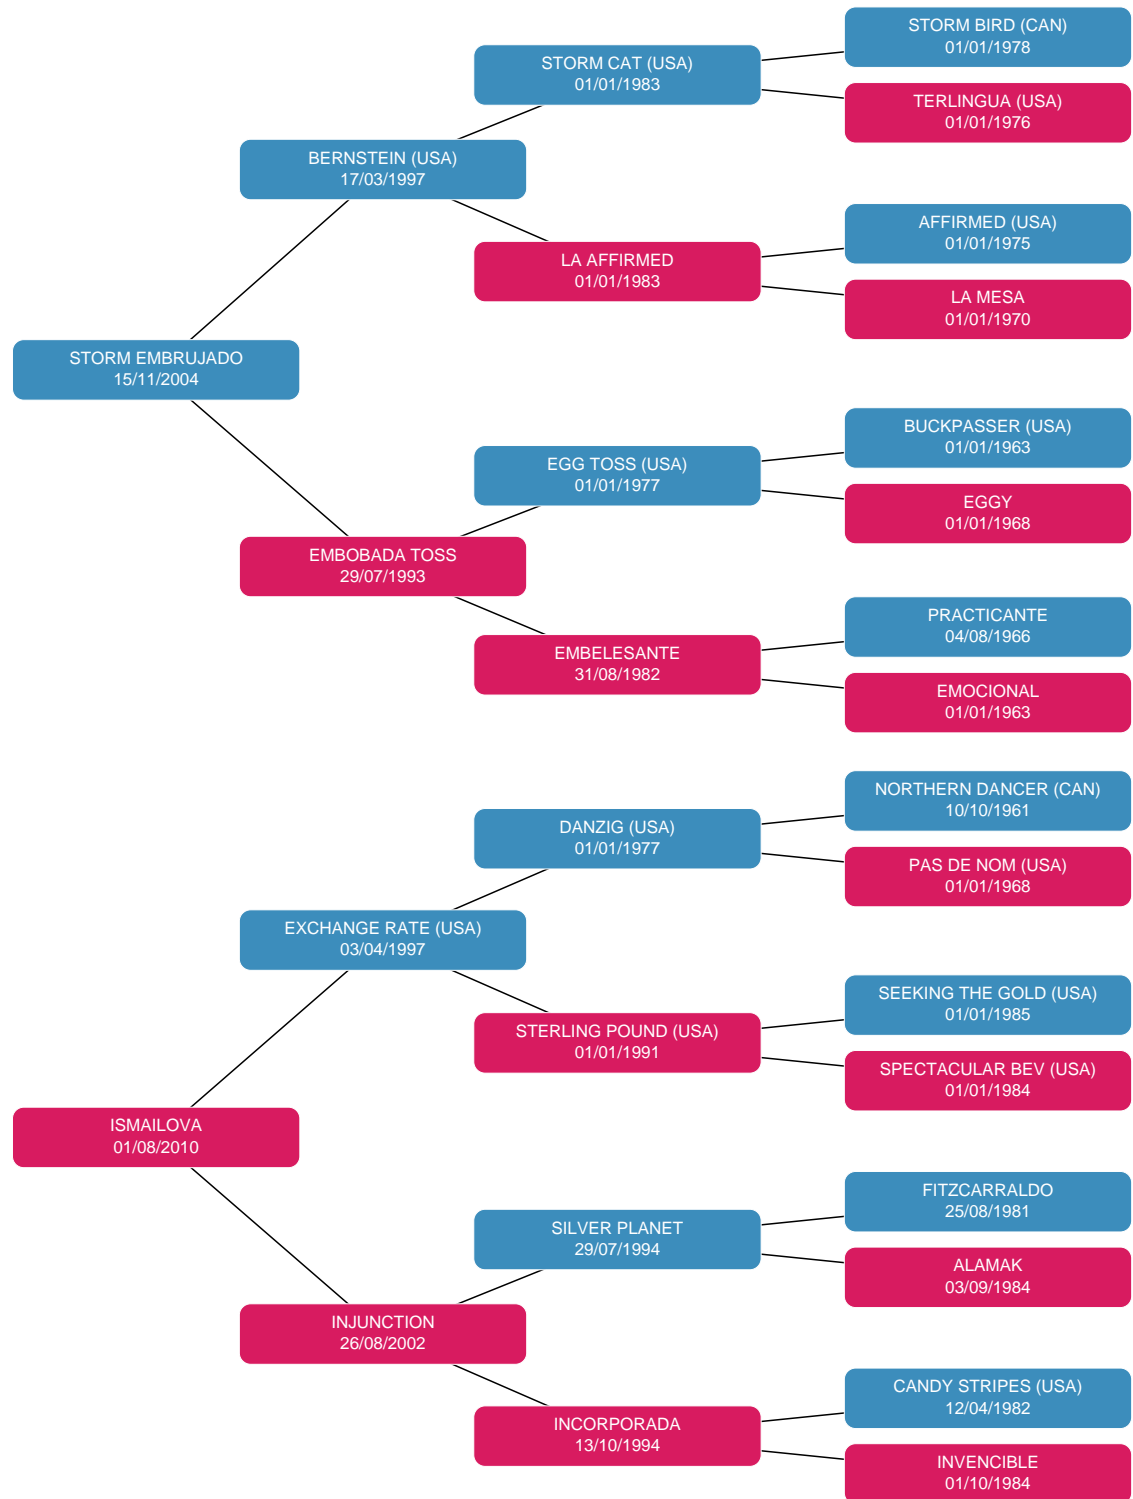 STORM BIRD (CAN)
01/01/1978
STORM CAT (USA)
01/01/1983
TERLINGUA (USA)
01/01/1976
BERNSTEIN (USA)
17/03/1997
AFFIRMED (USA)
01/01/1975
LA AFFIRMED
01/01/1983
LA MESA
01/01/1970
STORM EMBRUJADO
15/11/2004
BUCKPASSER (USA)
01/01/1963
EGG TOSS (USA)
01/01/1977
EGGY
01/01/1968
EMBOBADA TOSS
29/07/1993
PRACTICANTE
04/08/1966
EMBELESANTE
31/08/1982
EMOCIONAL
01/01/1963
NORTHERN DANCER (CAN)
10/10/1961
DANZIG (USA)
01/01/1977
PAS DE NOM (USA)
01/01/1968
EXCHANGE RATE (USA)
03/04/1997
SEEKING THE GOLD (USA)
01/01/1985
STERLING POUND (USA)
01/01/1991
SPECTACULAR BEV (USA)
01/01/1984
ISMAILOVA
01/08/2010
FITZCARRALDO
25/08/1981
SILVER PLANET
29/07/1994
ALAMAK
03/09/1984
INJUNCTION
26/08/2002
CANDY STRIPES (USA)
12/04/1982
INCORPORADA
13/10/1994
INVENCIBLE
01/10/1984